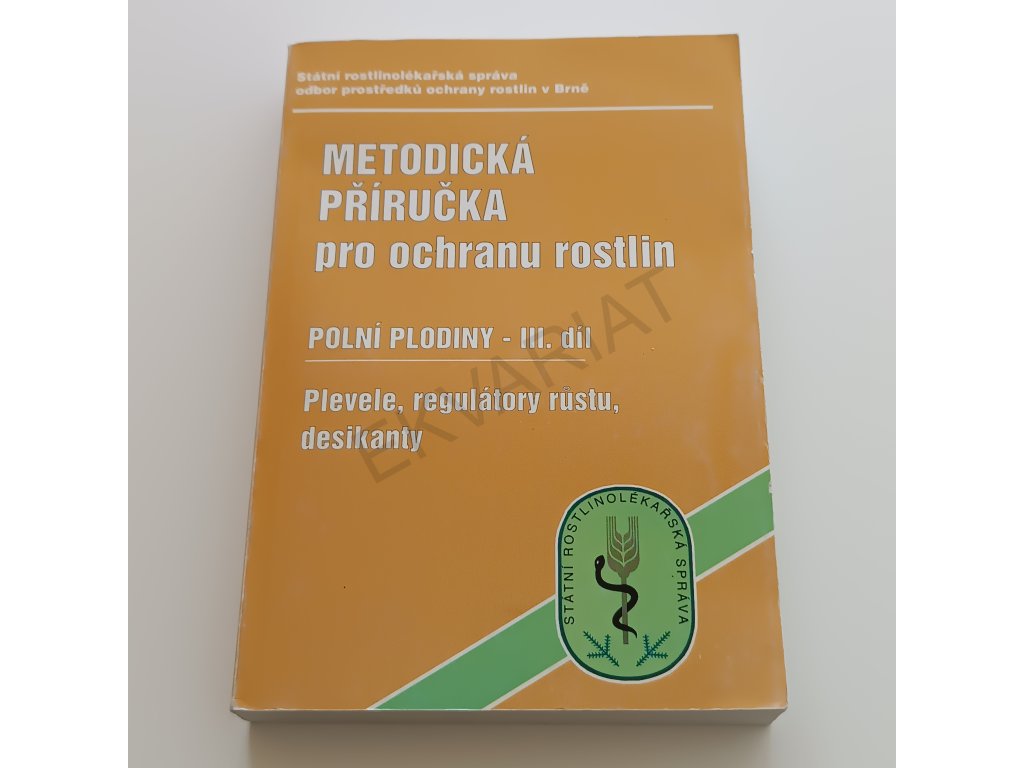 Státní rostlinolékařská správa
odbor prostředků ochrany rostlin v Brně
METODICKÁ
PŘÍRUČKA
pro ochranu rostlin
POLNÍ PLODINY - III. díl
Plevele, regulátory růstu,
desikanty
EKVARIAT
STÁTNÍ ROSTLINOLÉKAŘSKÁ SPRÁVA